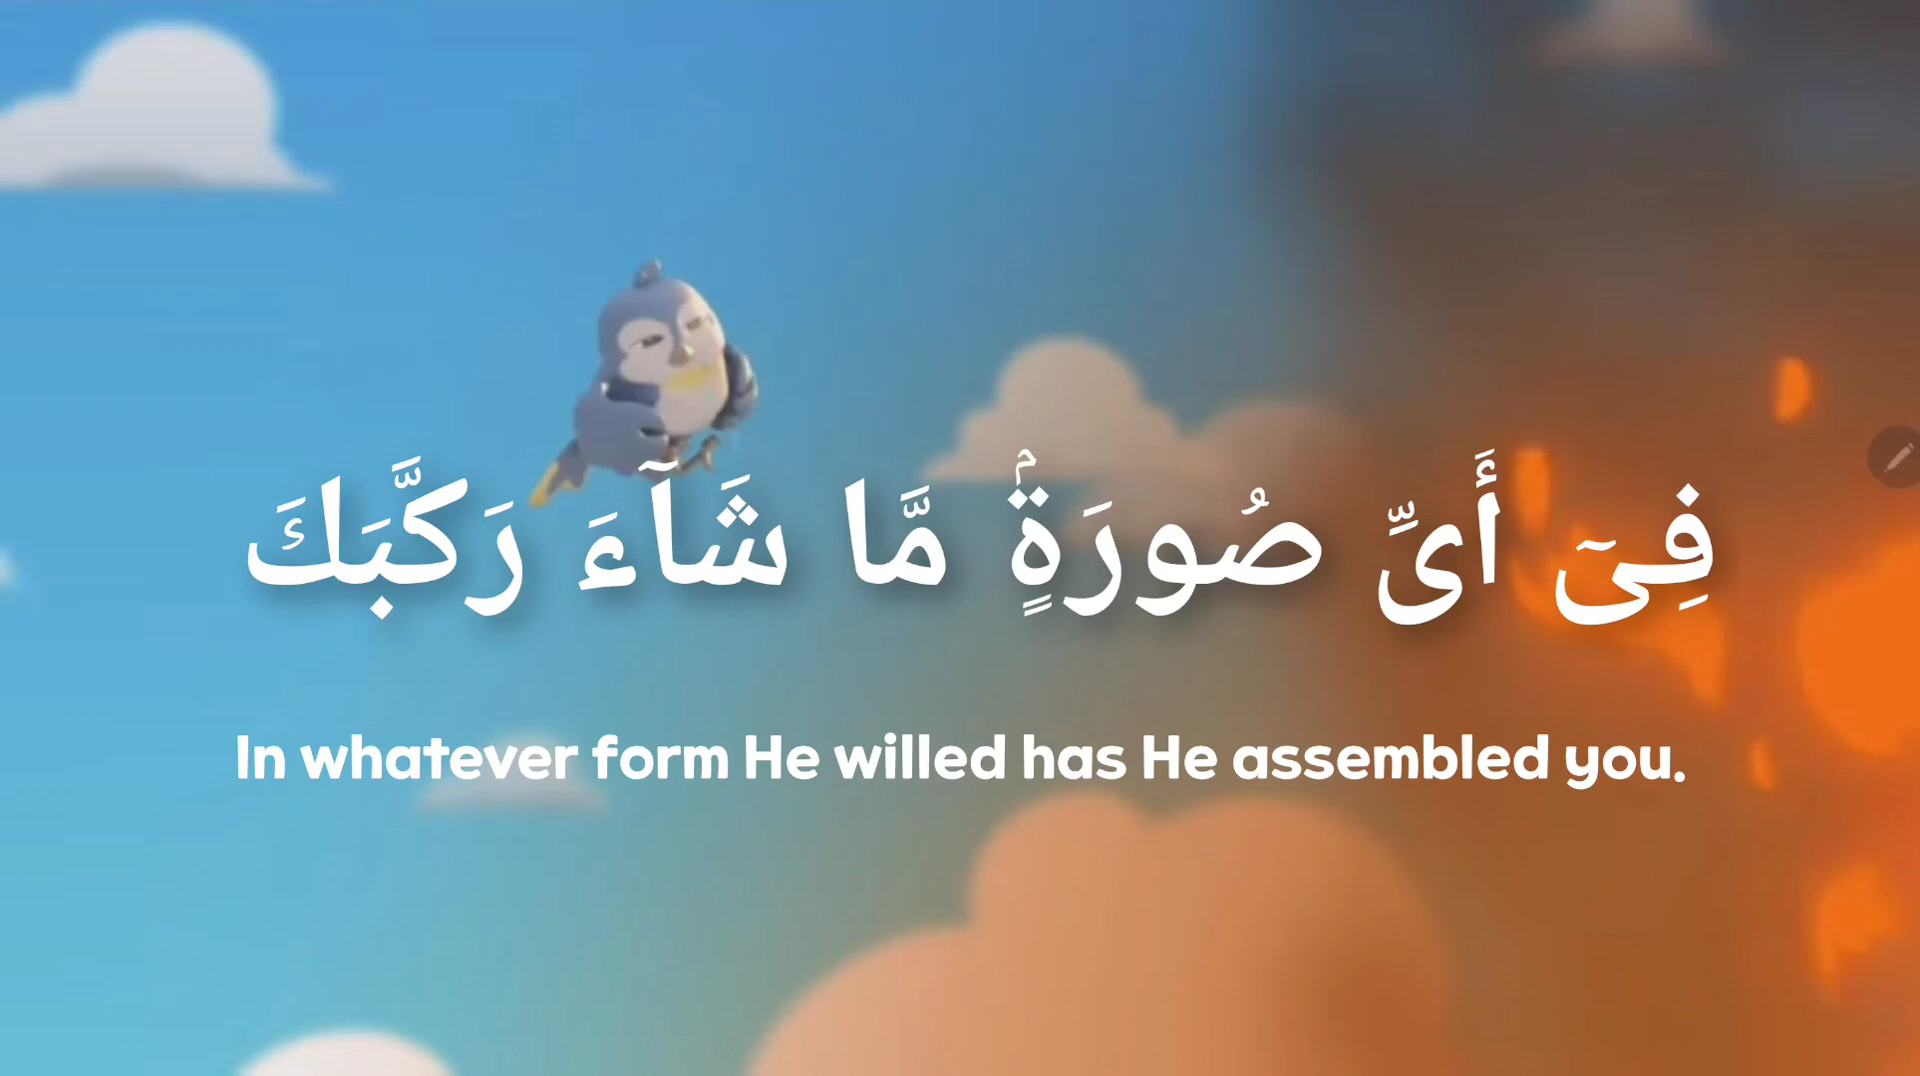 فِىٓ أَىِّ صُورَةٍۢ مَّا شَآءَ رَكَّبَكَ
In whatever form He willed has He assembled you.